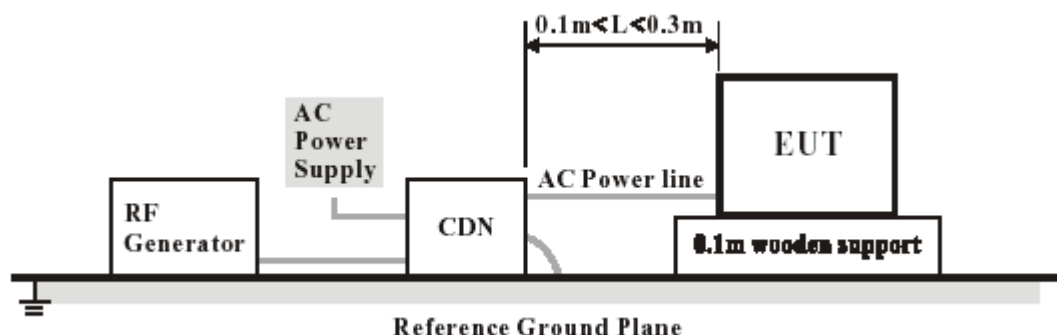 0.1m<L<0.3m
AC
Power
Supply
EUT
AC Power line
RF
Generator
CDN
0.1m wooden support
Reference Ground Plane